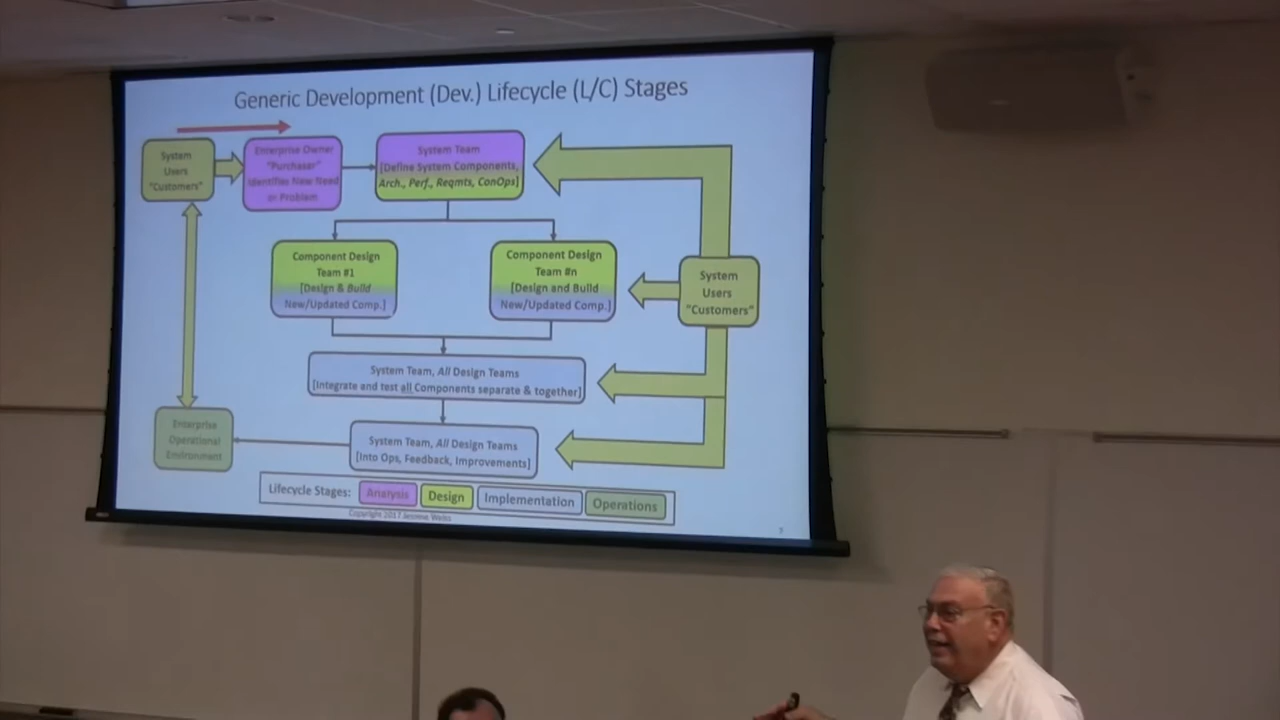 Generic Development (Dev.) Lifecycle (L/C) Stages
System
Users
"Customers"
Enterprise Owner
"Purchaser"
Identifies New Need
or Problem
System Team
[Define System Components,
Arch., Perf., Reqmts, ConOps]
Component Design
Team #1
[Design & Build
New/Updated Comp.]
Component Design
Team #n
[Design and Build
New/Updated Comp.]
System
Users
"Customers"
System Team, All Design Teams
[Integrate and test all Components separate & together]
Enterprise
Operational
Environment
System Team, All Design Teams
[Into Ops, Feedback, Improvements]
Lifecycle Stages: Analysis Design Implementation Operations
Copyright 2017